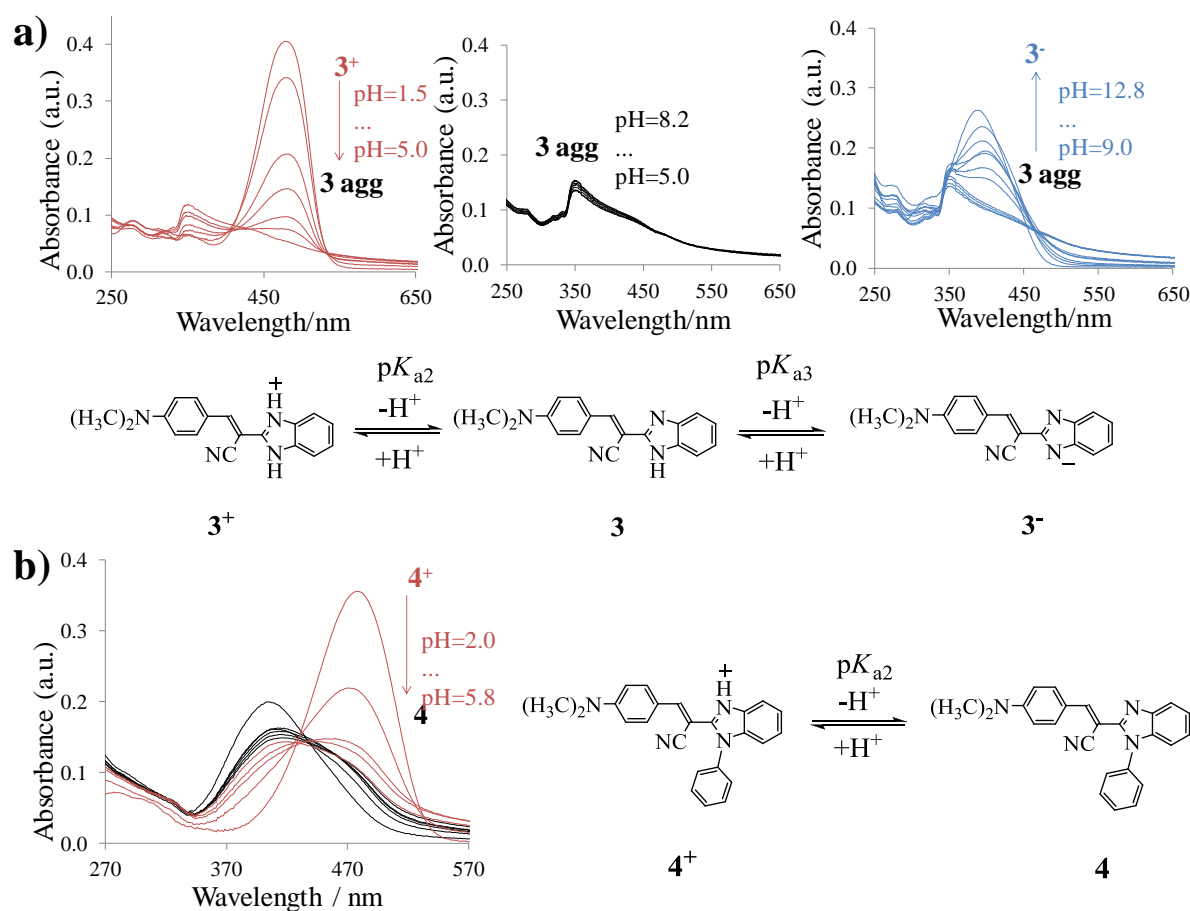 a)
0.4
0.3
0.2
0.1
0.0
Absorbance (a.u.)
3⁺
pH=1.5
...
pH=5.0
3 agg
250 450 650
Wavelength/nm
0.4
0.3
0.2
0.1
0.0
Absorbance (a.u.)
pH=8.2
3 agg ...
pH=5.0
250 350 450 550 650
Wavelength/nm
0.4
0.3
0.2
0.1
0.0
Absorbance (a.u.)
3-
pH=12.8
...
pH=9.0
3 agg
250 350 450 550 650
Wavelength/nm
(H3C)₂N
NC
+
H
N
N
H
3⁺
pKa2
-H⁺
+H⁺
(H3C)₂N
NC
N
N
H
3
pKa3
-H⁺
+H⁺
(H3C)₂N
NC
N
N
−
3-
b)
0.4
0.3
0.2
0.1
0.0
Absorbance (a.u.)
4⁺
pH=2.0
...
pH=5.8
4
270 370 470 570
Wavelength / nm
(H3C)₂N
NC
+
H
N
N
4⁺
pKa2
-H⁺
+H⁺
(H3C)₂N
NC
N
N
4